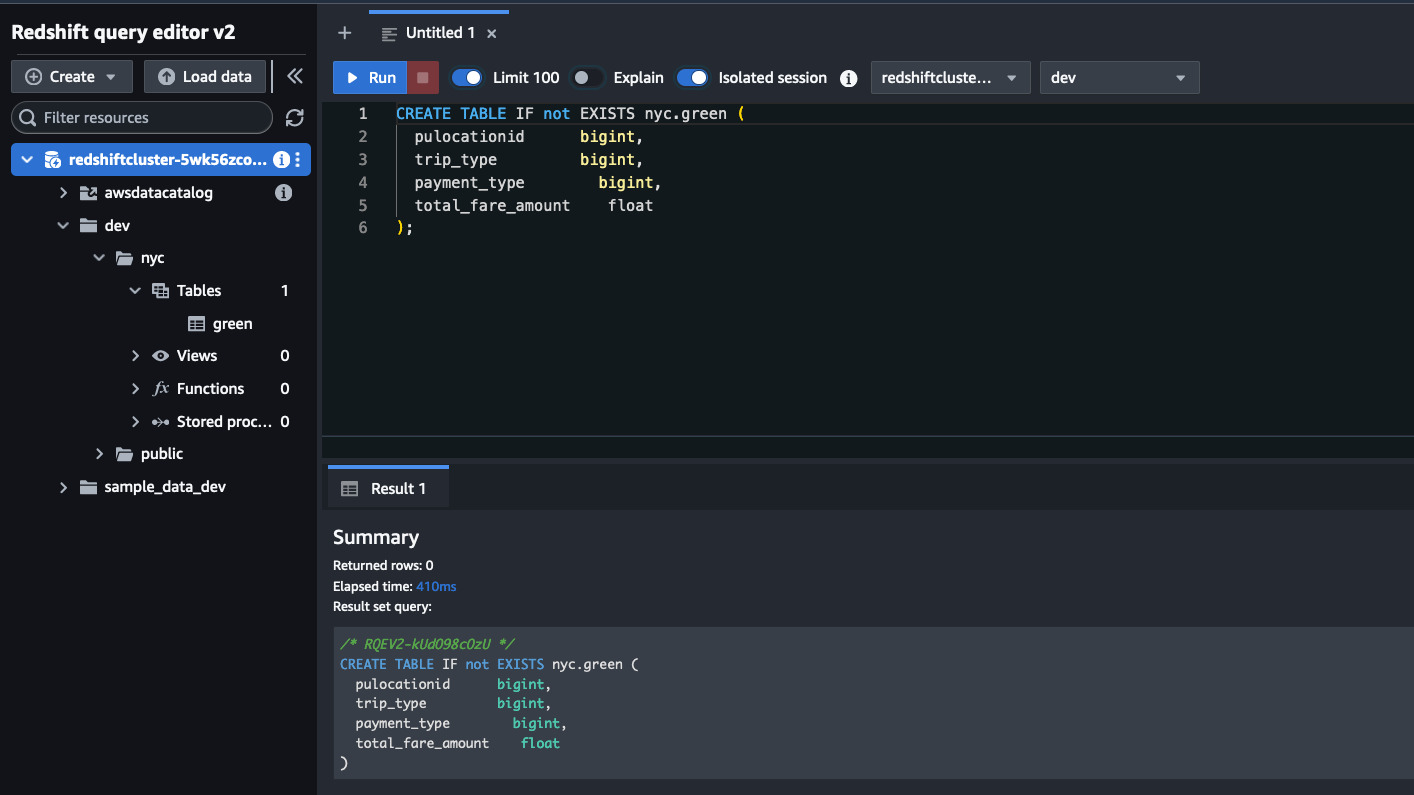 Redshift query editor v2
Create
Load data
Filter resources
redshiftcluster-5wk56zco...
awsdatacatalog
dev
nyc
Tables 1
green
Views 0
fx Functions 0
Stored proc... 0
public
sample_data_dev
Untitled 1
Run
Limit 100
Explain
Isolated session
redshiftcluste...
dev
1 CREATE TABLE IF not EXISTS nyc.green (
2 pulocationid bigint,
3 trip_type bigint,
4 payment_type bigint,
5 total_fare_amount float
6 );
Result 1
Summary
Returned rows: 0
Elapsed time: 410ms
Result set query:
/* RQEV2-kUdO98cOzU */
CREATE TABLE IF not EXISTS nyc.green (
pulocationid bigint,
trip_type bigint,
payment_type bigint,
total_fare_amount float
)